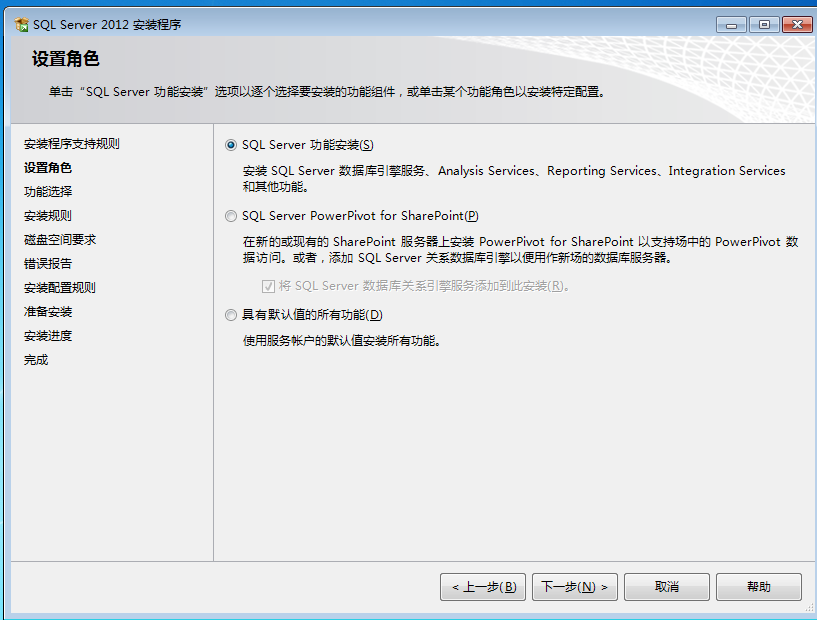 SQL Server 2012 安装程序
设置角色
单击“SQL Server 功能安装”选项以逐个选择要安装的功能组件，或单击某个功能角色以安装特定配置。
安装程序支持规则
设置角色
功能选择
安装规则
磁盘空间要求
错误报告
安装配置规则
准备安装
安装进度
完成
SQL Server 功能安装(S)
安装 SQL Server 数据库引擎服务、Analysis Services、Reporting Services、Integration Services
和其他功能。
SQL Server PowerPivot for SharePoint(P)
在新的或现有的 SharePoint 服务器上安装 PowerPivot for SharePoint 以支持场中的 PowerPivot 数
据访问。或者，添加 SQL Server 关系数据库引擎以便用作新场的数据库服务器。
将 SQL Server 数据库关系引擎服务添加到此安装(R)。
具有默认值的所有功能(D)
使用服务帐户的默认值安装所有功能。
< 上一步(B)
下一步(N) >
取消
帮助